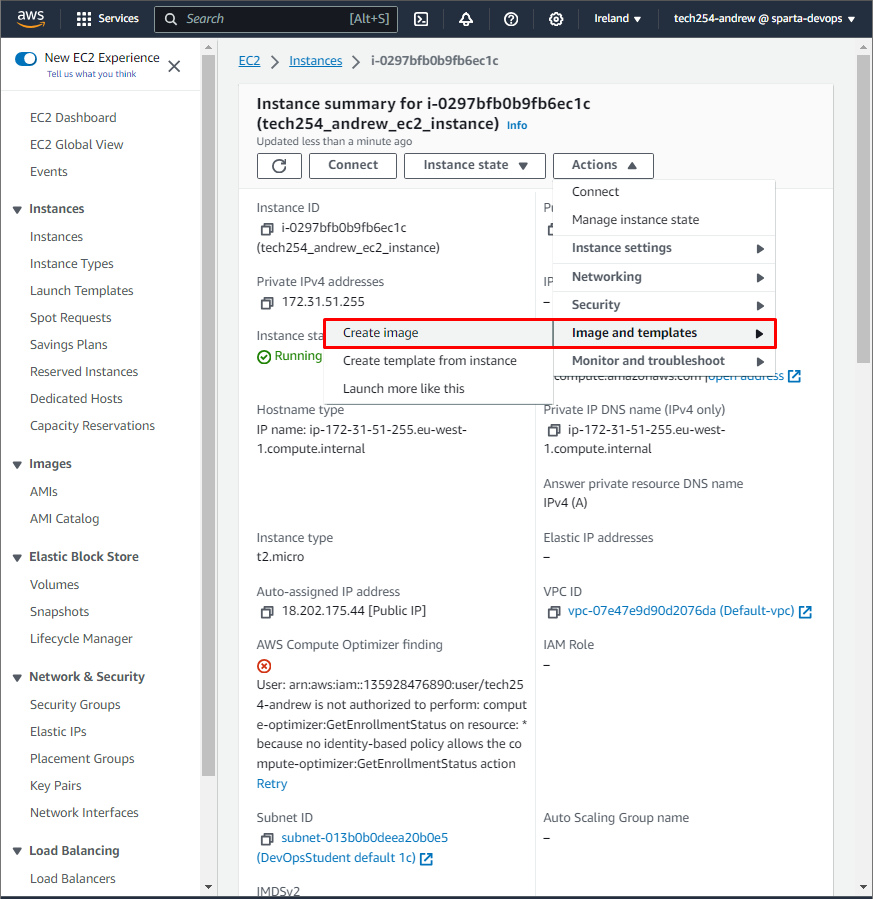 aws
Services
Search
[Alt+S]
Ireland
tech254-andrew @ sparta-devops
New EC2 Experience
Tell us what you think
EC2 Dashboard
EC2 Global View
Events
Instances
Instances
Instance Types
Launch Templates
Spot Requests
Savings Plans
Reserved Instances
Dedicated Hosts
Capacity Reservations
Images
AMIs
AMI Catalog
Elastic Block Store
Volumes
Snapshots
Lifecycle Manager
Network & Security
Security Groups
Elastic IPs
Placement Groups
Key Pairs
Network Interfaces
Load Balancing
Load Balancers
EC2
Instances
i-0297bfb0b9fb6ec1c
Instance summary for i-0297bfb0b9fb6ec1c
(tech254_andrew_ec2_instance) Info
Updated less than a minute ago
Connect
Instance state
Actions
Connect
Manage instance state
Instance settings
Networking
Security
Image and templates
Monitor and troubleshoot
Create image
Create template from instance
Launch more like this
Instance ID
i-0297bfb0b9fb6ec1c
(tech254_andrew_ec2_instance)
Private IPv4 addresses
172.31.51.255
–
Instance sta
Running
compute.amazonaws.com |open address
Hostname type
IP name: ip-172-31-51-255.eu-west-
1.compute.internal
Private IP DNS name (IPv4 only)
ip-172-31-51-255.eu-west-
1.compute.internal
Answer private resource DNS name
IPv4 (A)
Instance type
t2.micro
Elastic IP addresses
–
Auto-assigned IP address
18.202.175.44 [Public IP]
VPC ID
vpc-07e47e9d90d2076da (Default-vpc)
AWS Compute Optimizer finding
User: arn:aws:iam::135928476890:user/tech25
4-andrew is not authorized to perform: comput
e-optimizer:GetEnrollmentStatus on resource: *
because no identity-based policy allows the co
mpute-optimizer:GetEnrollmentStatus action
Retry
IAM Role
–
Subnet ID
subnet-013b0b0deea20b0e5
(DevOpsStudent default 1c)
Auto Scaling Group name
–
IMDSv2